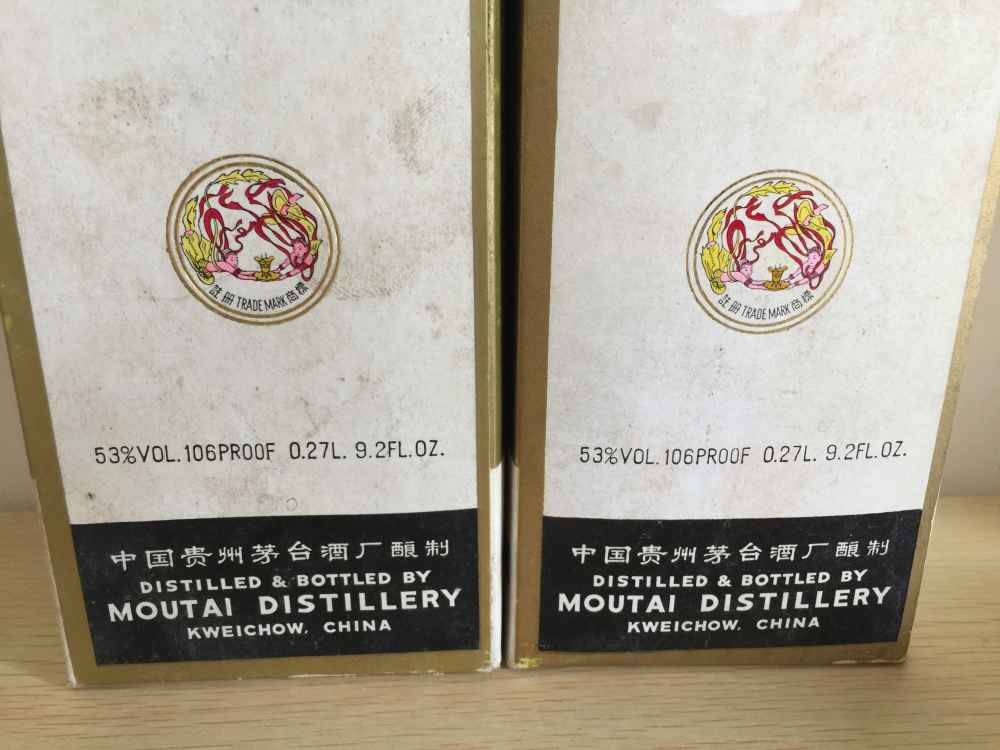 註册 TRADE MARK 商標
53%VOL.106PROOF 0.27L. 9.2FL.OZ.
中国贵州茅台酒厂酿制
DISTILLED & BOTTLED BY
MOUTAI DISTILLERY
KWEICHOW, CHINA
註册 TRADE MARK 商標
53%VOL.106PROOF 0.27L. 9.2FL.OZ.
中国贵州茅台酒厂酿制
DISTILLED & BOTTLED BY
MOUTAI DISTILLERY
KWEICHOW, CHINA